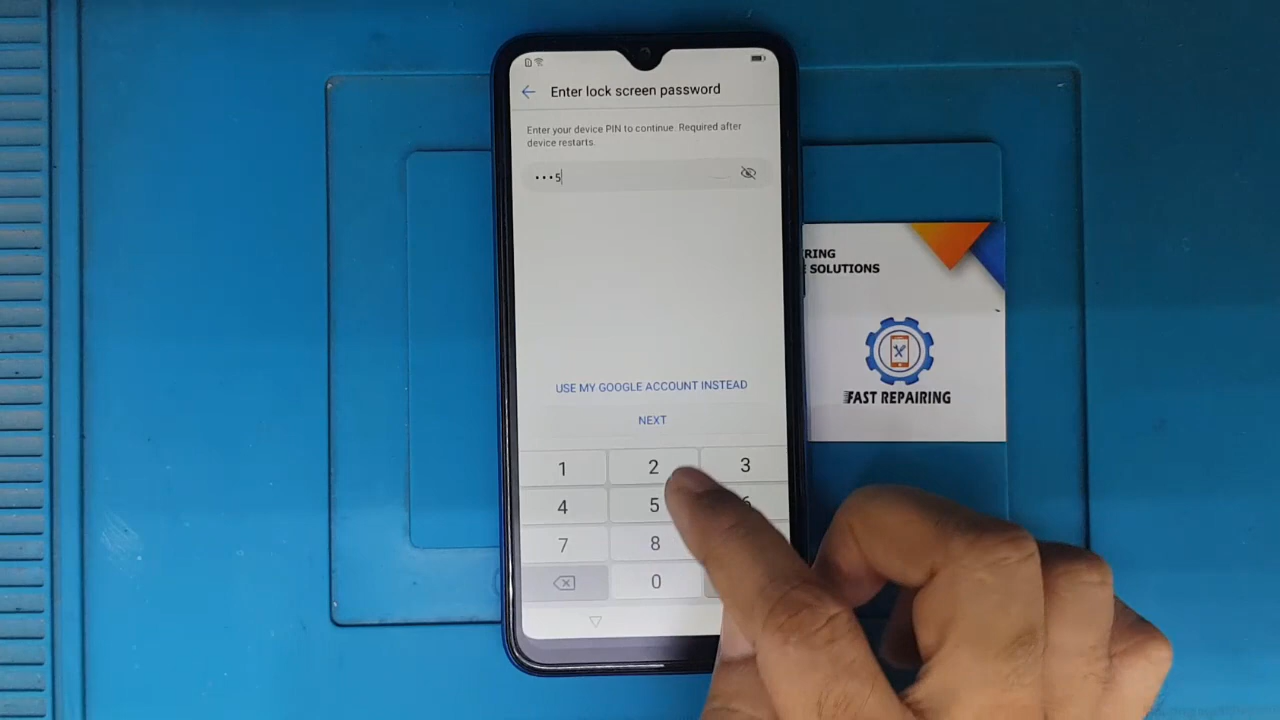 Enter lock screen password
Enter your device PIN to continue. Required after
device restarts.
•••5
USE MY GOOGLE ACCOUNT INSTEAD
NEXT
1 2 3
4 5 6
7 8
0
RING
SOLUTIONS
FAST REPAIRING